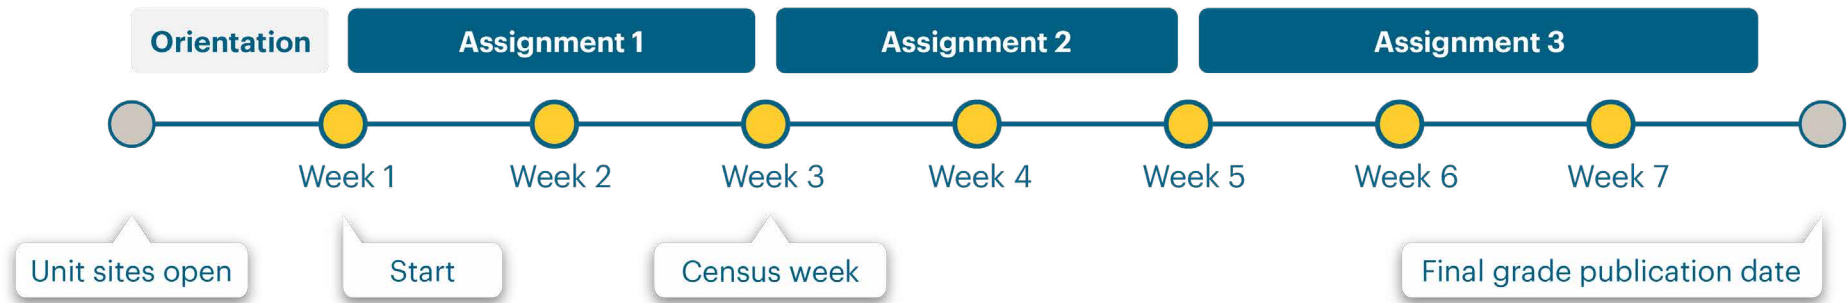 Orientation
Assignment 1
Assignment 2
Assignment 3
Week 1
Week 2
Week 3
Week 4
Week 5
Week 6
Week 7
Unit sites open
Start
Census week
Final grade publication date